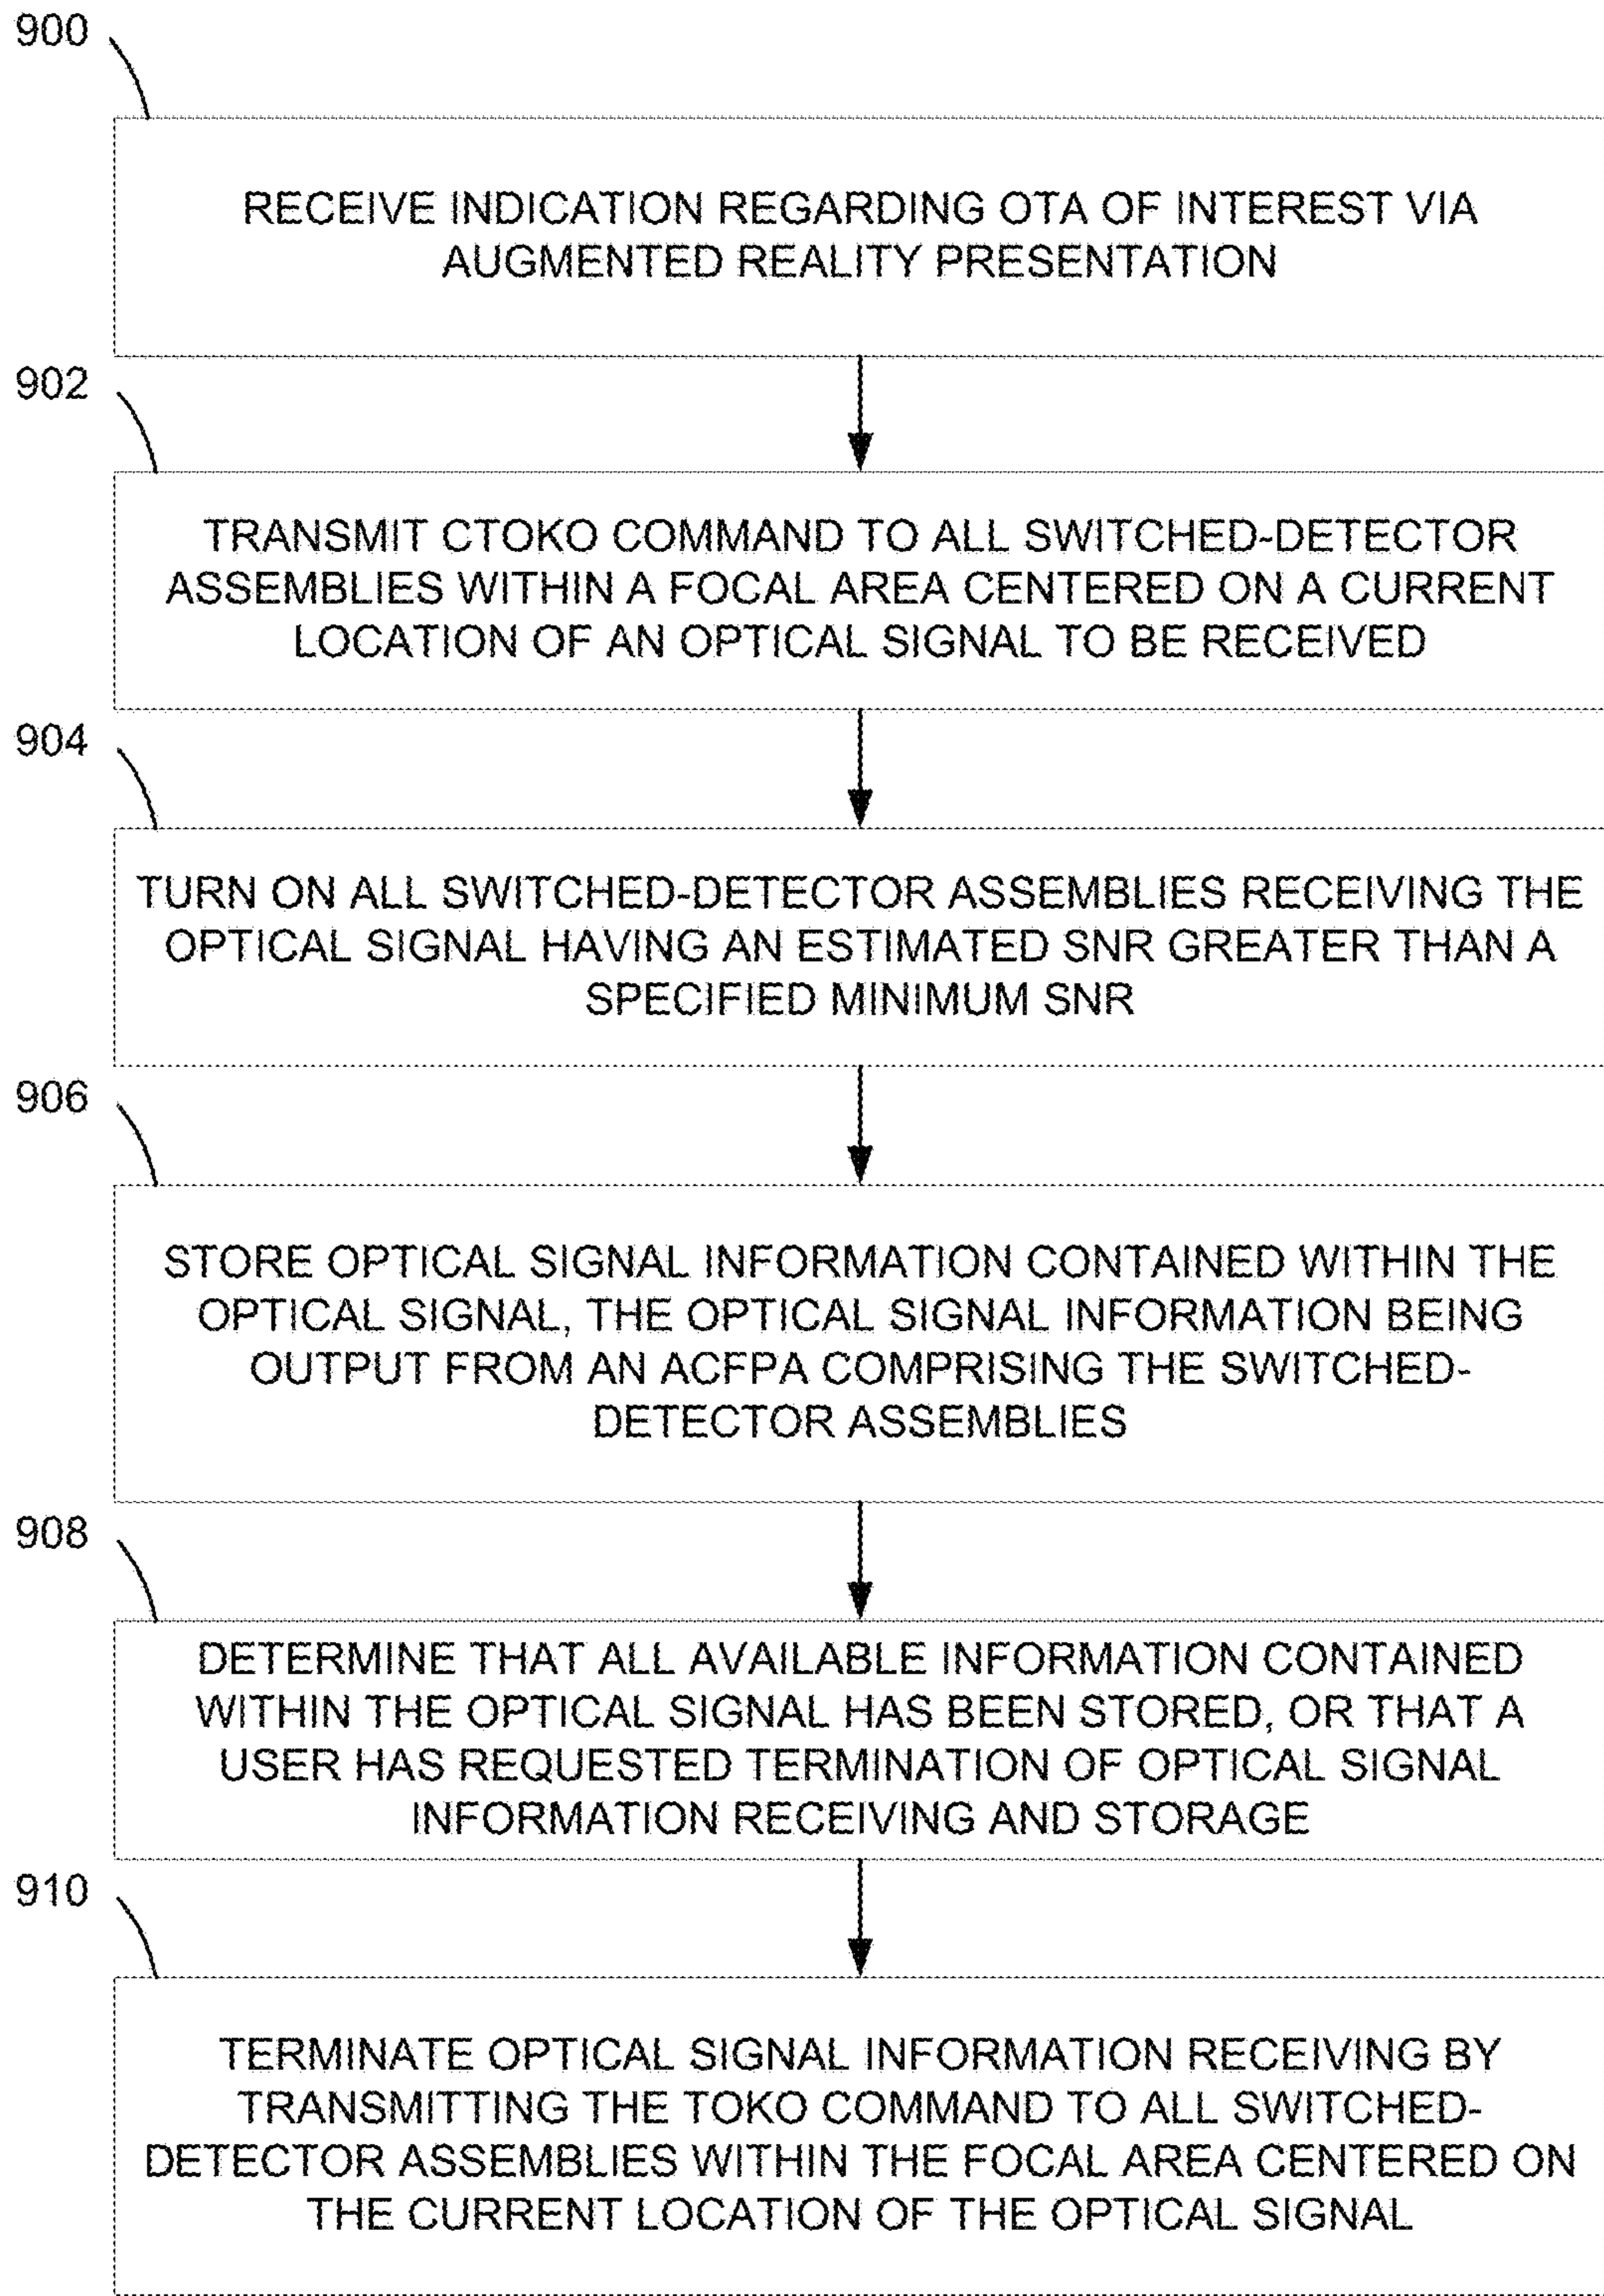 900
RECEIVE INDICATION REGARDING OTA OF INTEREST VIA
AUGMENTED REALITY PRESENTATION
902
TRANSMIT CTOKO COMMAND TO ALL SWITCHED-DETECTOR
ASSEMBLIES WITHIN A FOCAL AREA CENTERED ON A CURRENT
LOCATION OF AN OPTICAL SIGNAL TO BE RECEIVED
904
TURN ON ALL SWITCHED-DETECTOR ASSEMBLIES RECEIVING THE
OPTICAL SIGNAL HAVING AN ESTIMATED SNR GREATER THAN A
SPECIFIED MINIMUM SNR
906
STORE OPTICAL SIGNAL INFORMATION CONTAINED WITHIN THE
OPTICAL SIGNAL, THE OPTICAL SIGNAL INFORMATION BEING
OUTPUT FROM AN ACFPA COMPRISING THE SWITCHED-
DETECTOR ASSEMBLIES
908
DETERMINE THAT ALL AVAILABLE INFORMATION CONTAINED
WITHIN THE OPTICAL SIGNAL HAS BEEN STORED, OR THAT A
USER HAS REQUESTED TERMINATION OF OPTICAL SIGNAL
INFORMATION RECEIVING AND STORAGE
910
TERMINATE OPTICAL SIGNAL INFORMATION RECEIVING BY
TRANSMITTING THE TOKO COMMAND TO ALL SWITCHED-
DETECTOR ASSEMBLIES WITHIN THE FOCAL AREA CENTERED ON
THE CURRENT LOCATION OF THE OPTICAL SIGNAL